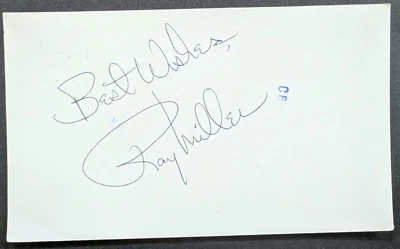 Best Wishes,
Ray Miller